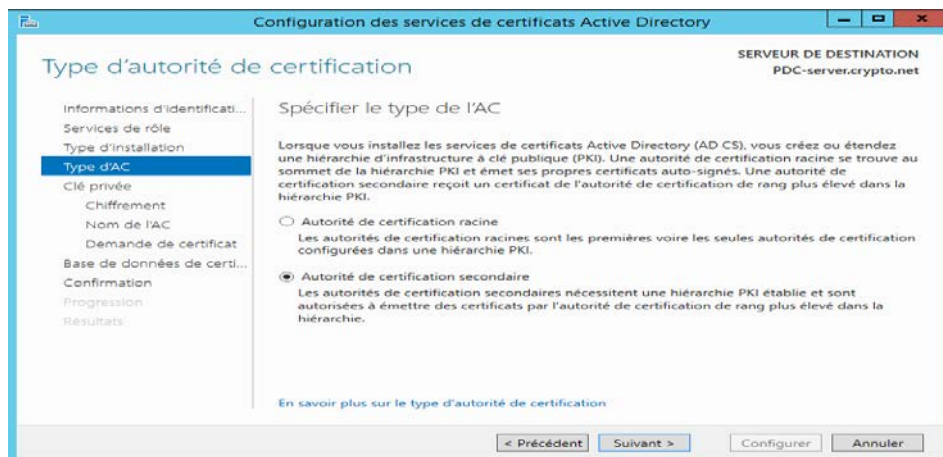 Configuration des services de certificats Active Directory
Type d'autorité de certification
SERVEUR DE DESTINATION
PDC-server.crypto.net
Informations d'identificati...
Services de rôle
Type d'installation
Type d'AC
Clé privée
Chiffrement
Nom de l'AC
Demande de certificat
Base de données de certi...
Confirmation
Progression
Résultats
Spécifier le type de l'AC
Lorsque vous installez les services de certificats Active Directory (AD CS), vous créez ou étendez
une hiérarchie d'infrastructure à clé publique (PKI). Une autorité de certification racine se trouve au
sommet de la hiérarchie PKI et émet ses propres certificats auto-signés. Une autorité de
certification secondaire reçoit un certificat de l'autorité de certification de rang plus élevé dans la
hiérarchie PKI.
Autorité de certification racine
Les autorités de certification racines sont les premières voire les seules autorités de certification
configurées dans une hiérarchie PKI.
Autorité de certification secondaire
Les autorités de certification secondaires nécessitent une hiérarchie PKI établie et sont
autorisées à émettre des certificats par l'autorité de certification de rang plus élevé dans la
hiérarchie.
En savoir plus sur le type d'autorité de certification
< Précédent
Suivant >
Configurer
Annuler